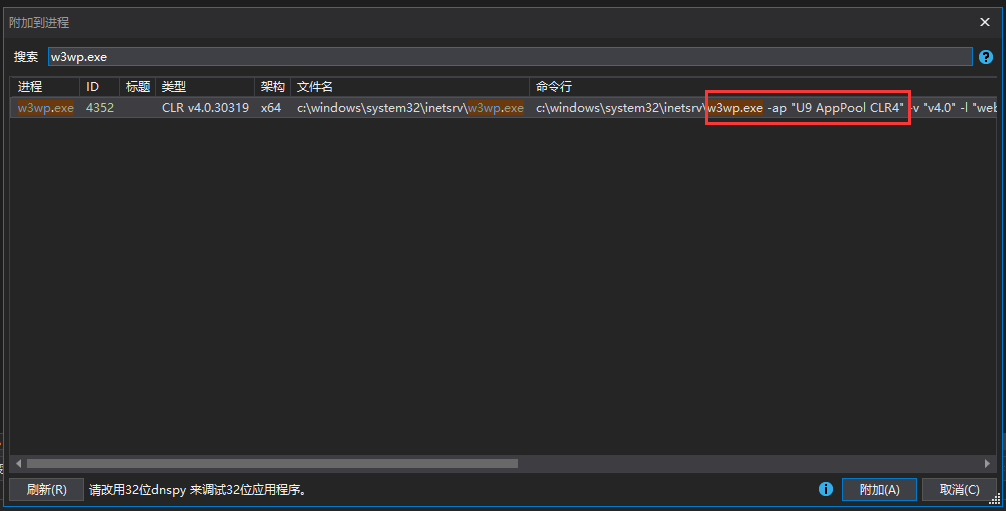 附加到进程
搜索 w3wp.exe
进程 ID 标题 类型 架构 文件名 命令行
w3wp.exe 4352 CLR v4.0.30319 x64 c:\windows\system32\inetsrv\w3wp.exe c:\windows\system32\inetsrv\w3wp.exe -ap "U9 AppPool CLR4" -v "v4.0" -l "web
刷新(R) 请改用32位dnspy 来调试32位应用程序。 附加(A) 取消(C)